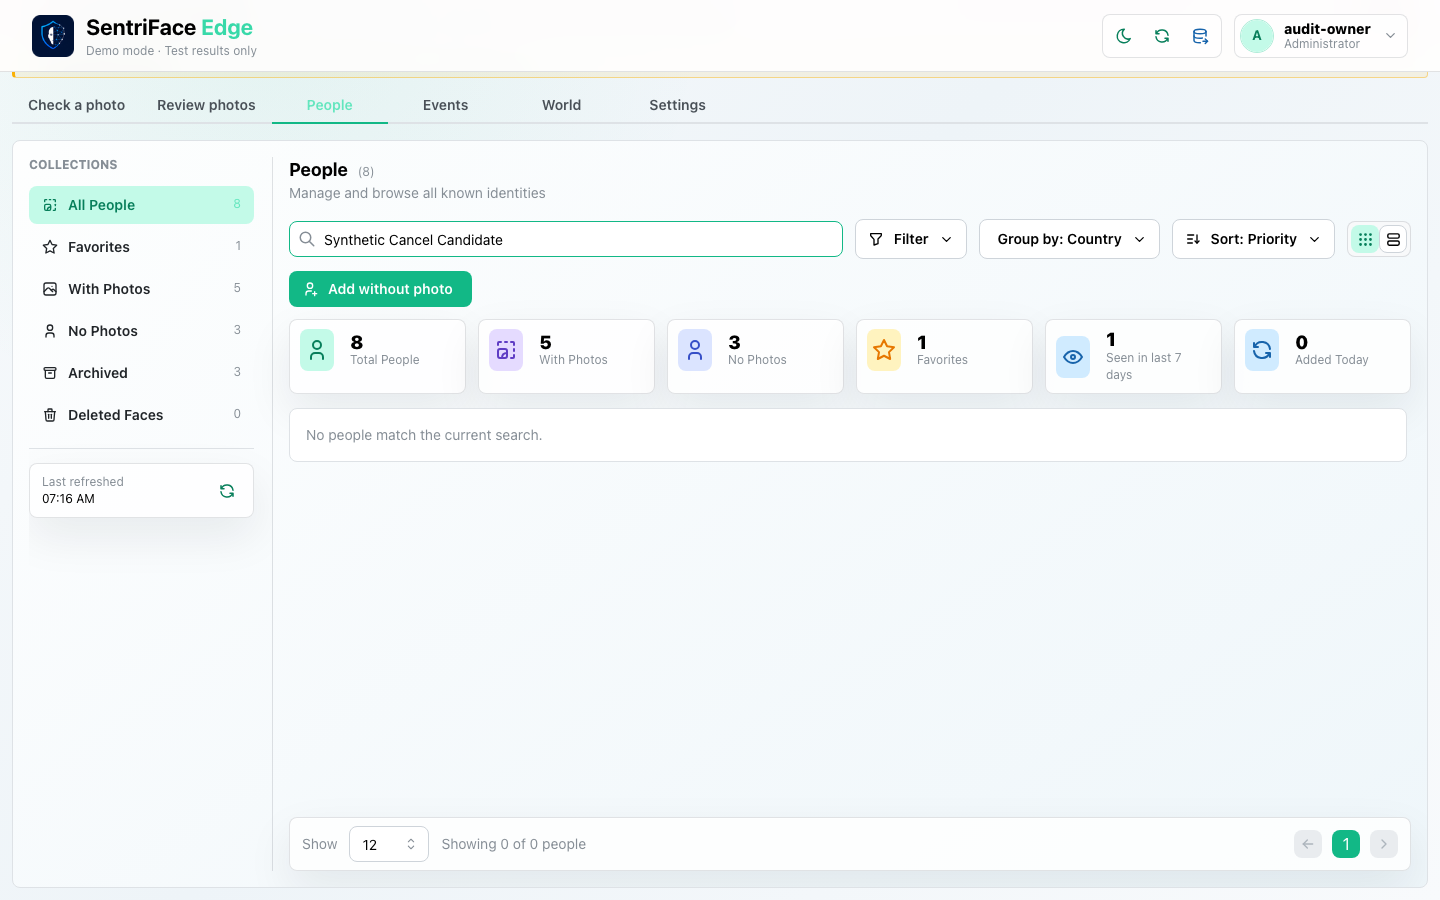 SentriFace Edge
Demo mode · Test results only
A
audit-owner
Administrator
Check a photo
Review photos
People
Events
World
Settings
COLLECTIONS
All People 8
Favorites 1
With Photos 5
No Photos 3
Archived 3
Deleted Faces 0
Last refreshed
07:16 AM
People (8)
Manage and browse all known identities
Synthetic Cancel Candidate
Filter
Group by: Country
Sort: Priority
Add without photo
8
Total People
5
With Photos
3
No Photos
1
Favorites
1
Seen in last 7
days
0
Added Today
No people match the current search.
Show 12 Showing 0 of 0 people
1